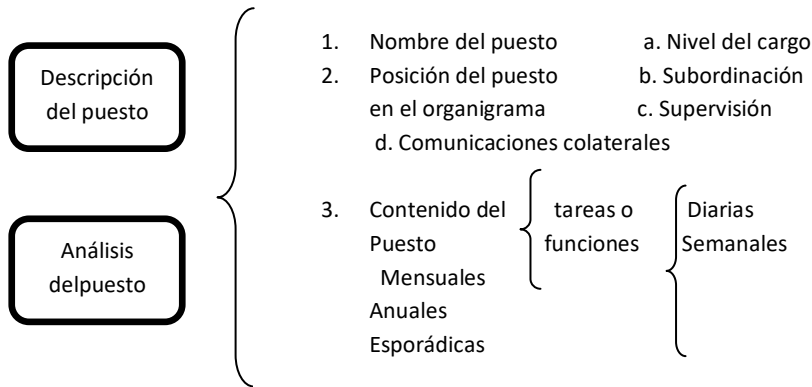 Descripción
del puesto
Análisis
delpuesto
1. Nombre del puesto a. Nivel del cargo
2. Posición del puesto b. Subordinación
en el organigrama c. Supervisión
d. Comunicaciones colaterales
3. Contenido del tareas o Diarias
Puesto funciones Semanales
Mensuales
Anuales
Esporádicas